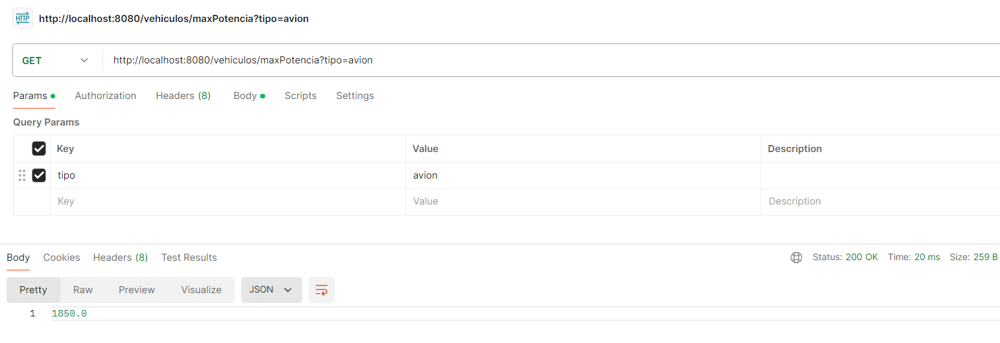 HTTP http://localhost:8080/vehiculos/maxPotencia?tipo=avion
GET http://localhost:8080/vehiculos/maxPotencia?tipo=avion
Params Authorization Headers (8) Body Scripts Settings
Query Params
Key Value Description
tipo avion
Key Value Description
Body Cookies Headers (8) Test Results Status: 200 OK Time: 20 ms Size: 259 B
Pretty Raw Preview Visualize JSON
1 1850.0